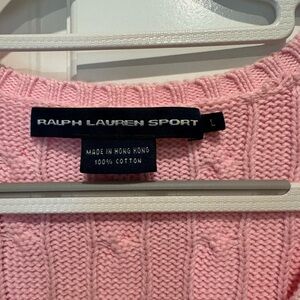 RALPH LAUREN SPORT
L
MADE IN HONG KONG
100% COTTON